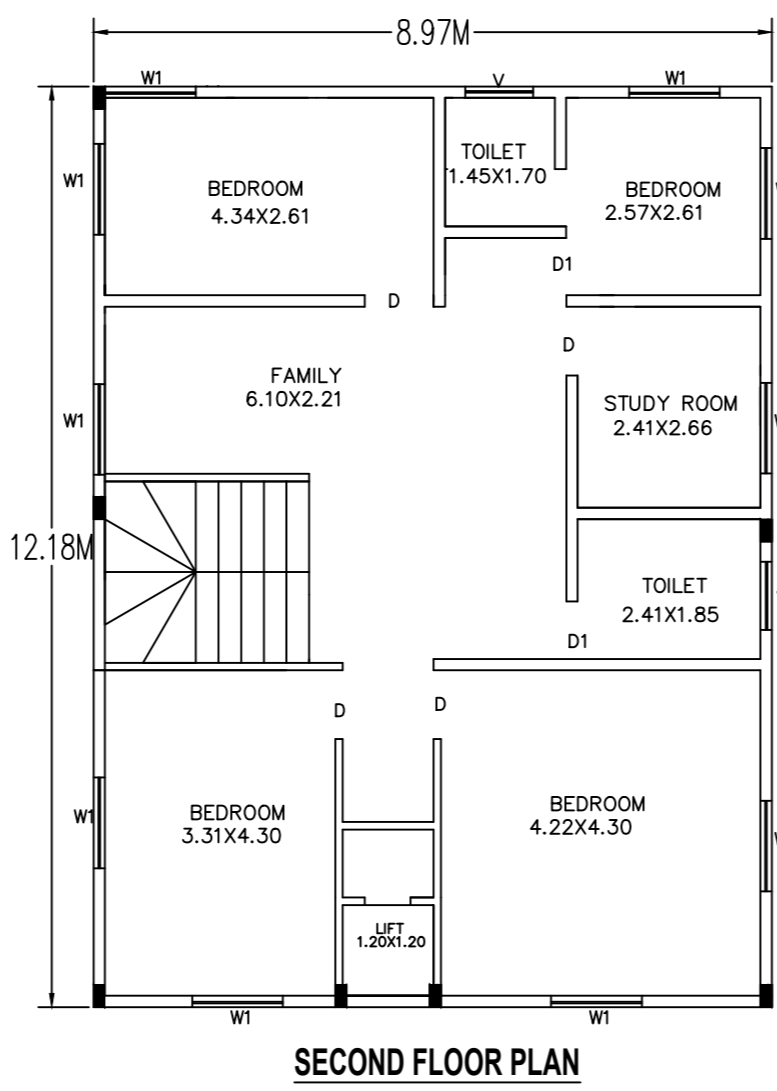 8.97M
W1
V
W1
W1
TOILET
1.45X1.70
BEDROOM
4.34X2.61
BEDROOM
2.57X2.61
D1
D
D
FAMILY
6.10X2.21
STUDY ROOM
2.41X2.66
W1
12.18M
TOILET
2.41X1.85
D1
D
D
BEDROOM
3.31X4.30
BEDROOM
4.22X4.30
W1
LIFT
1.20X1.20
W1
W1
SECOND FLOOR PLAN